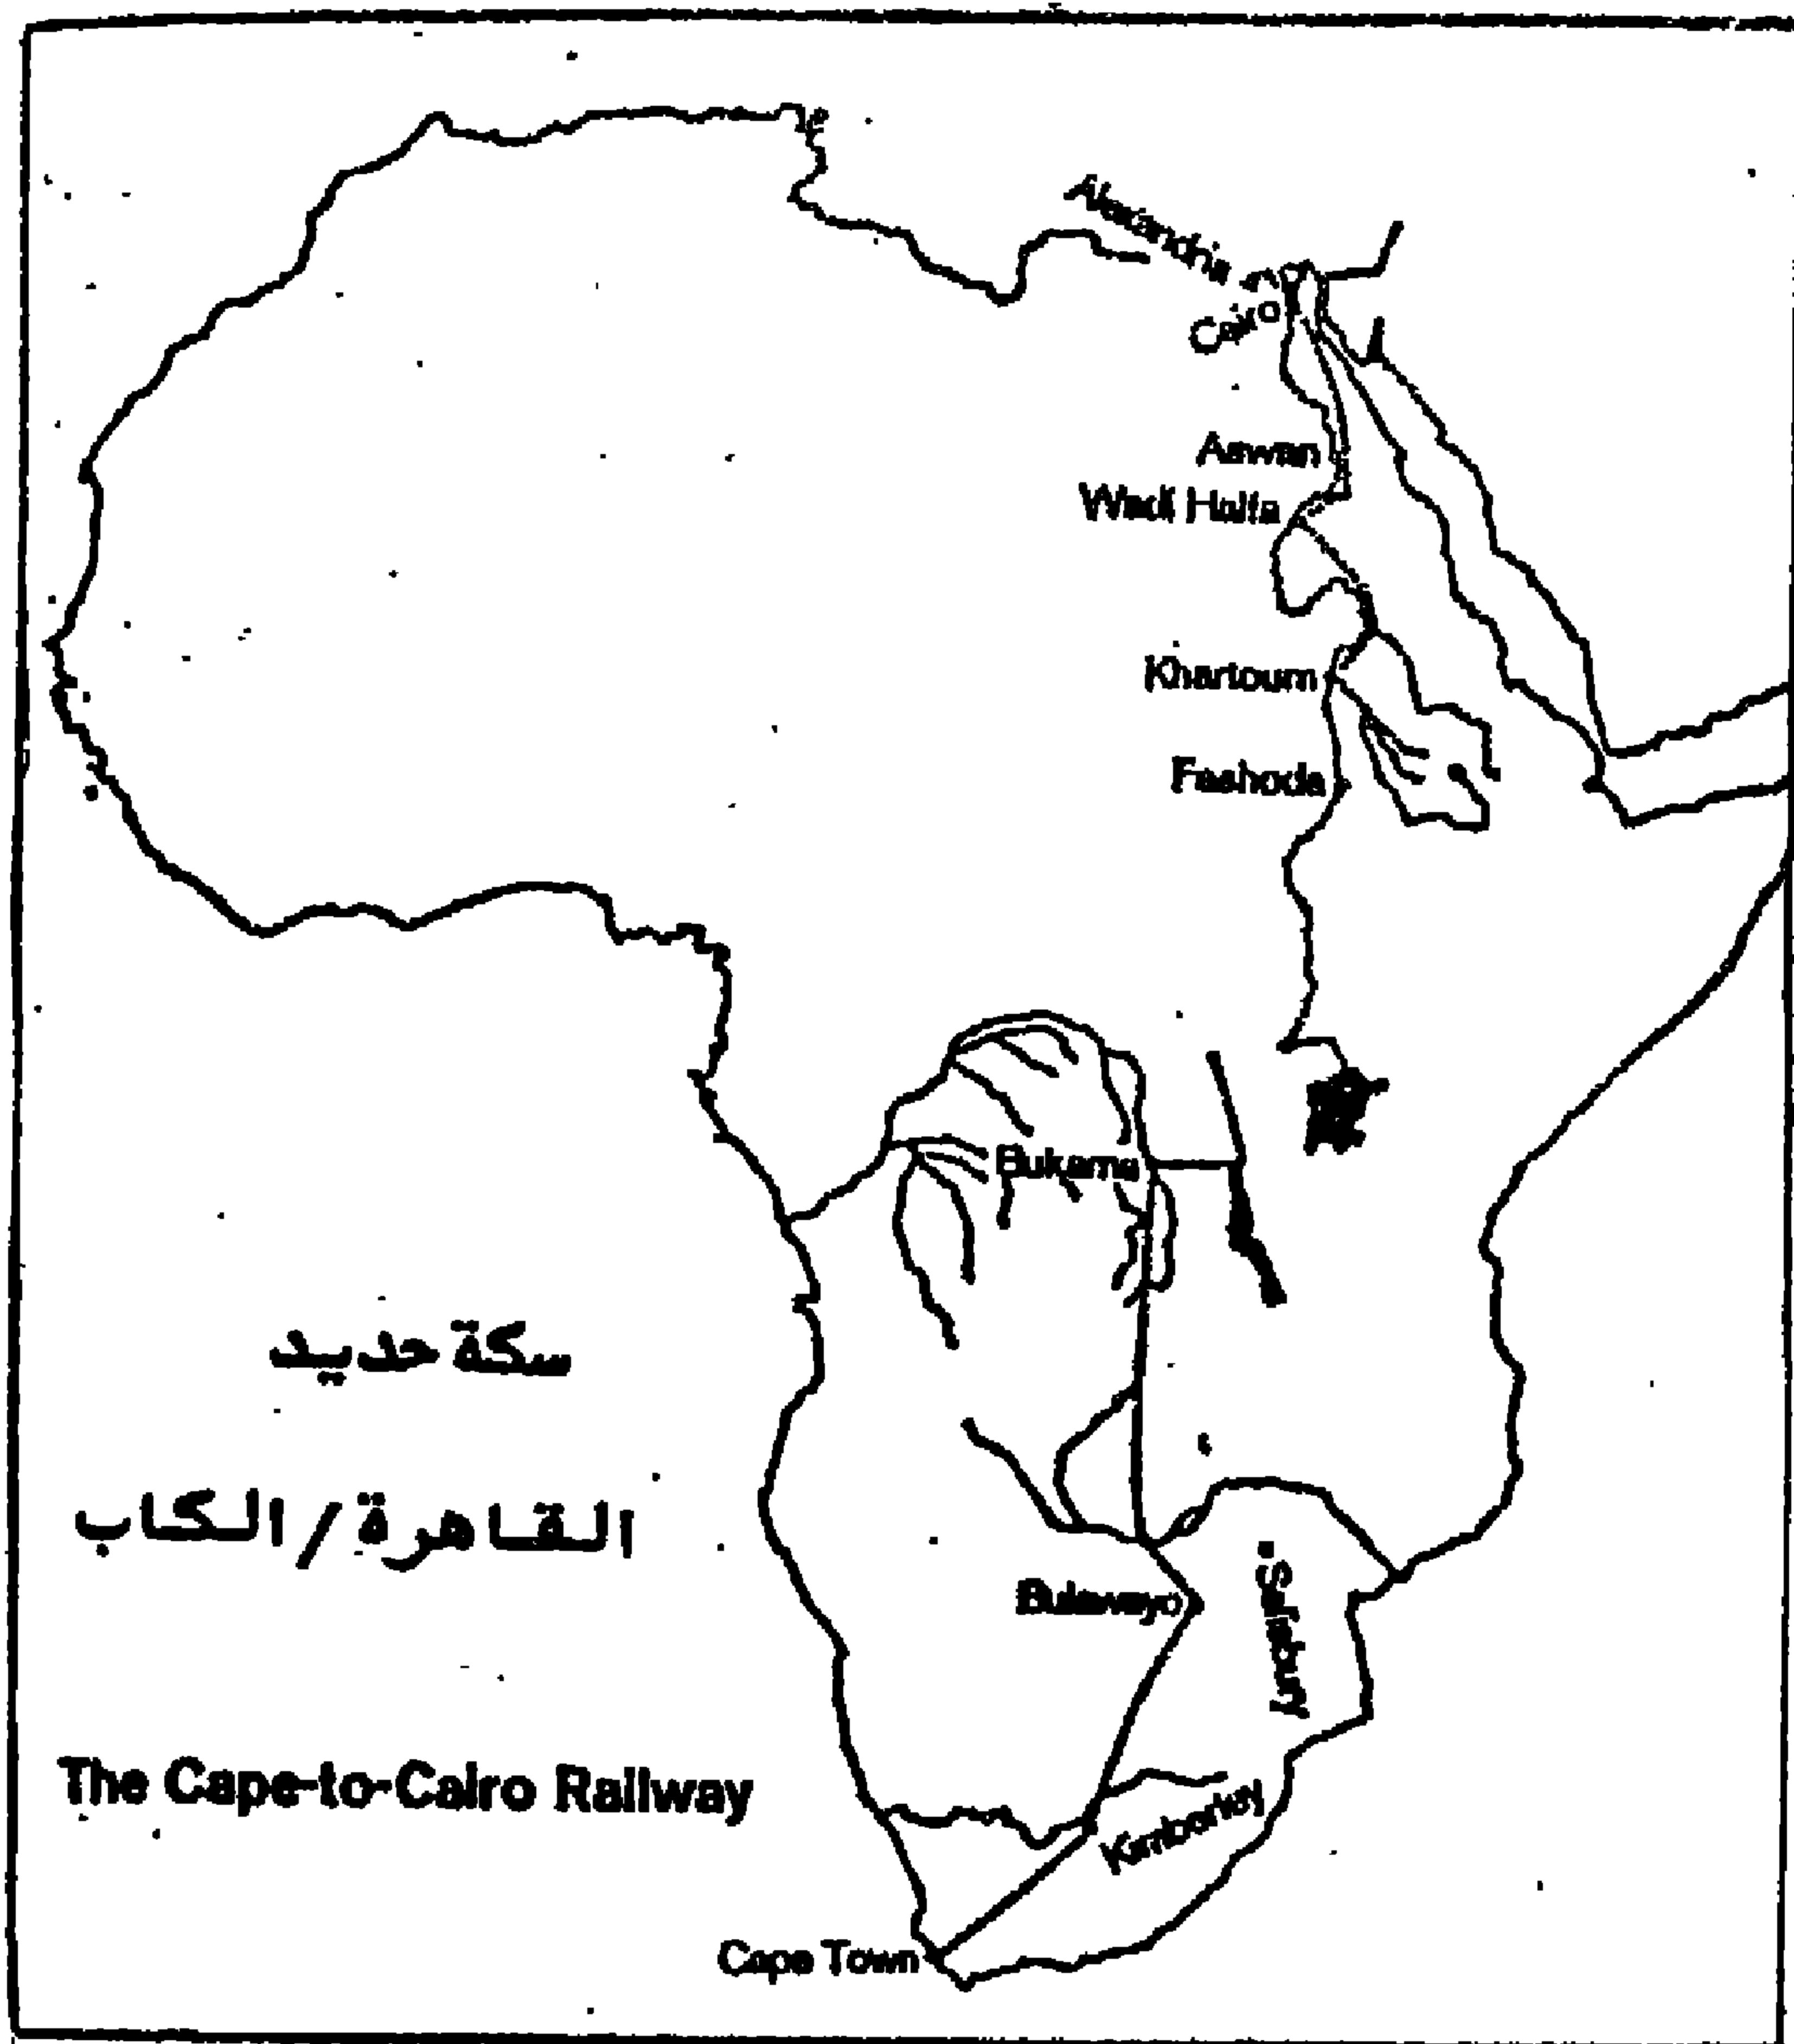 Alexandria
Cairo
Aswan
Wadi Halfa
Khartoum
Fashoda
Bukama
سكة حديد
القاهرة/الكاب
Bulawayo
The Cape-to-Cairo Railway
Kimberley
Cape Town